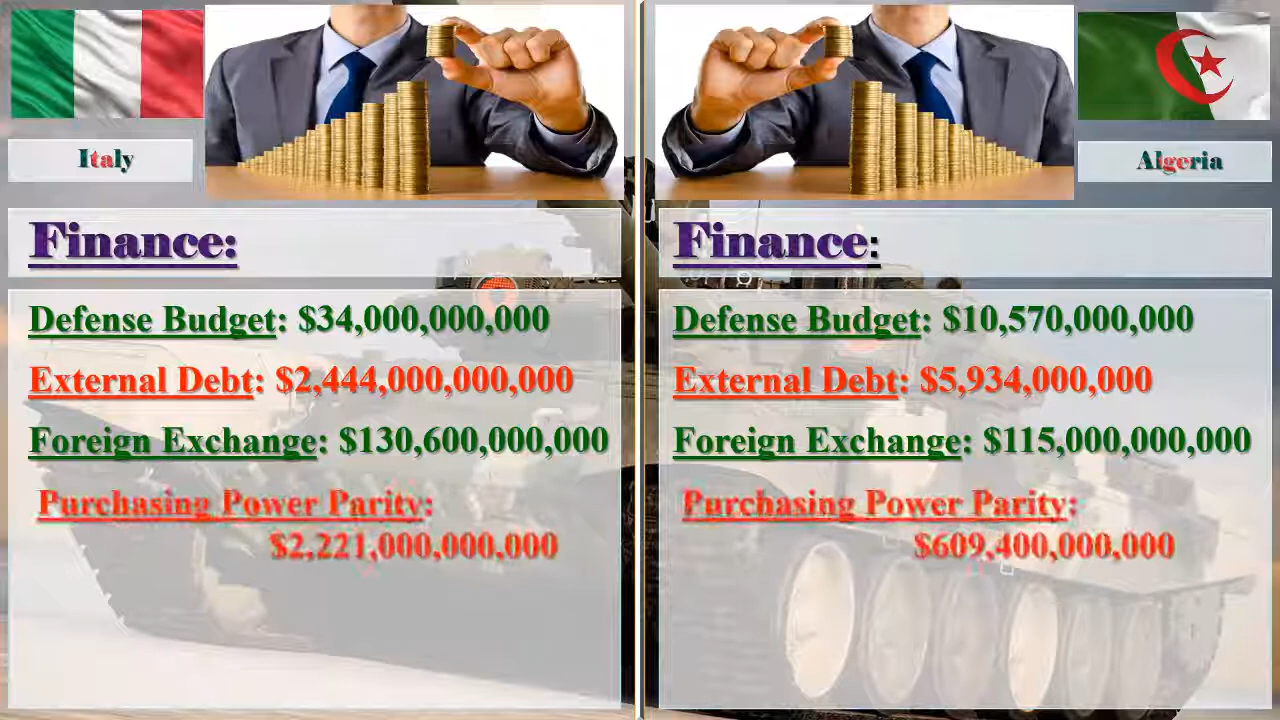 Italy
Finance:
Defense Budget: $34,000,000,000
External Debt: $2,444,000,000,000
Foreign Exchange: $130,600,000,000
Purchasing Power Parity:
$2,221,000,000,000
Algeria
Finance:
Defense Budget: $10,570,000,000
External Debt: $5,934,000,000
Foreign Exchange: $115,000,000,000
Purchasing Power Parity:
$609,400,000,000